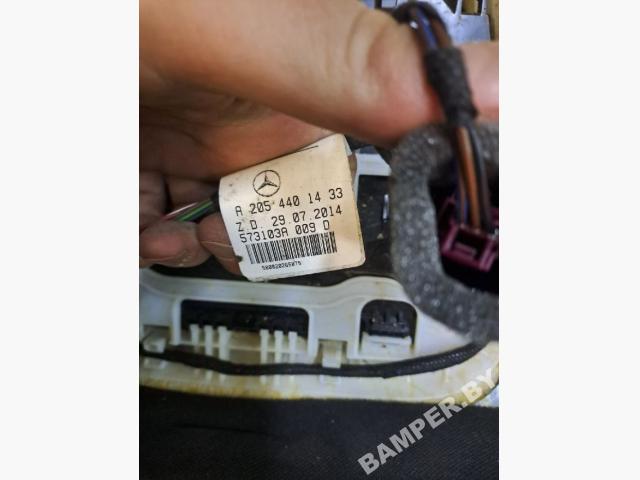 A 205 440 14 33
Z.D. 29.07.2014
573103A 009 D
BAMPER.BY